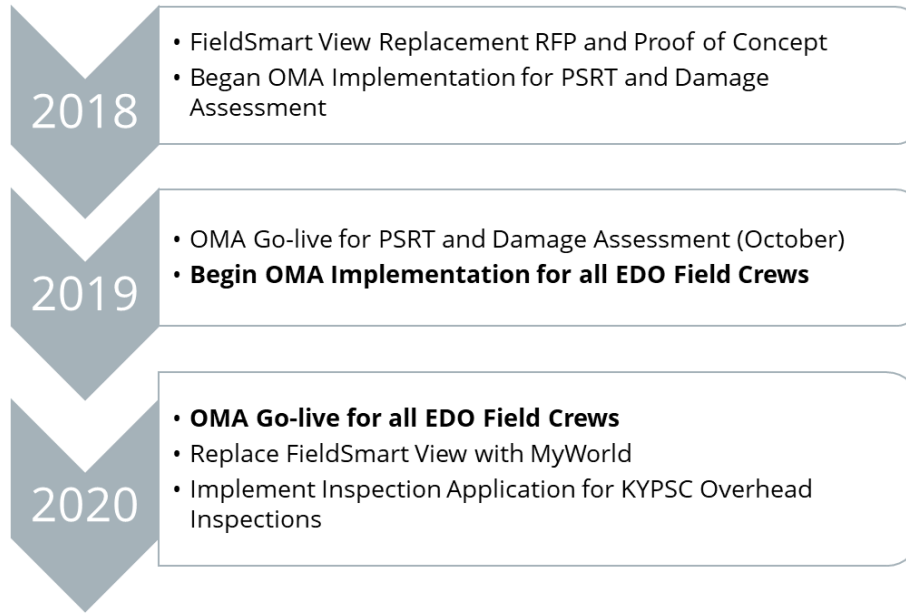 2018
• FieldSmart View Replacement RFP and Proof of Concept
• Began OMA Implementation for PSRT and Damage
Assessment
2019
• OMA Go-live for PSRT and Damage Assessment (October)
• Begin OMA Implementation for all EDO Field Crews
2020
• OMA Go-live for all EDO Field Crews
• Replace FieldSmart View with MyWorld
• Implement Inspection Application for KYPSC Overhead
Inspections